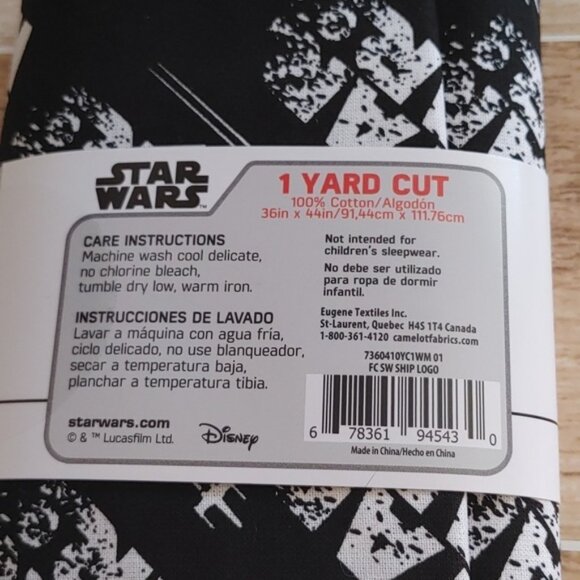 STAR
WARS™
1 YARD CUT
100% Cotton/Algodón
36in x 44in/91,44cm x 111.76cm
CARE INSTRUCTIONS
Machine wash cool delicate,
no chlorine bleach,
tumble dry low, warm iron.
INSTRUCCIONES DE LAVADO
Lavar a máquina con agua fría,
ciclo delicado, no use blanqueador,
secar a temperatura baja,
planchar a temperatura tibia.
starwars.com
© & ™ Lucasfilm Ltd.
Disney
Not intended for
children's sleepwear.
No debe ser utilizado
para ropa de dormir
infantil.
Eugene Textiles Inc.
St-Laurent, Quebec H4S 1T4 Canada
1-800-361-4120 camelotfabrics.com
7360410YC1WM 01
FC SW SHIP LOGO
6 78361 94543 0
Made in China/Hecho en China